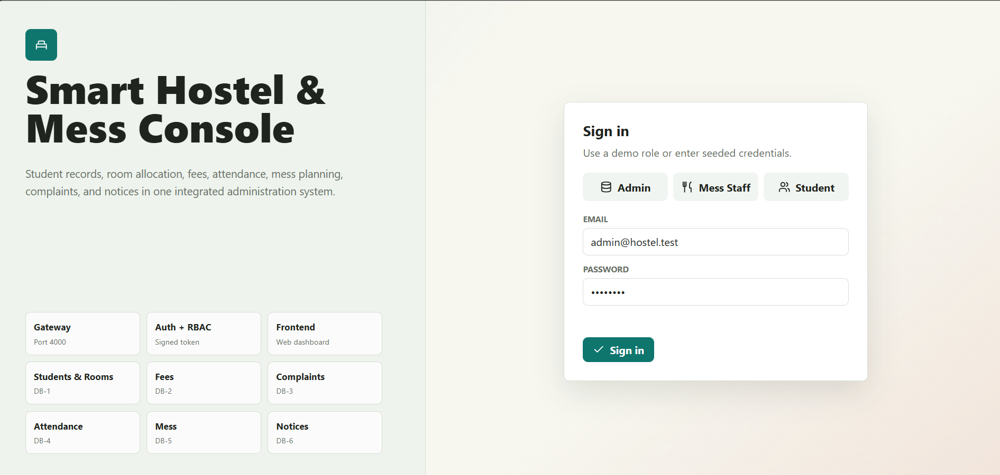 Smart Hostel &
Mess Console
Student records, room allocation, fees, attendance, mess planning,
complaints, and notices in one integrated administration system.
Gateway
Port 4000
Auth + RBAC
Signed token
Frontend
Web dashboard
Students & Rooms
DB-1
Fees
DB-2
Complaints
DB-3
Attendance
DB-4
Mess
DB-5
Notices
DB-6
Sign in
Use a demo role or enter seeded credentials.
Admin
Mess Staff
Student
EMAIL
admin@hostel.test
PASSWORD
••••••••
Sign in